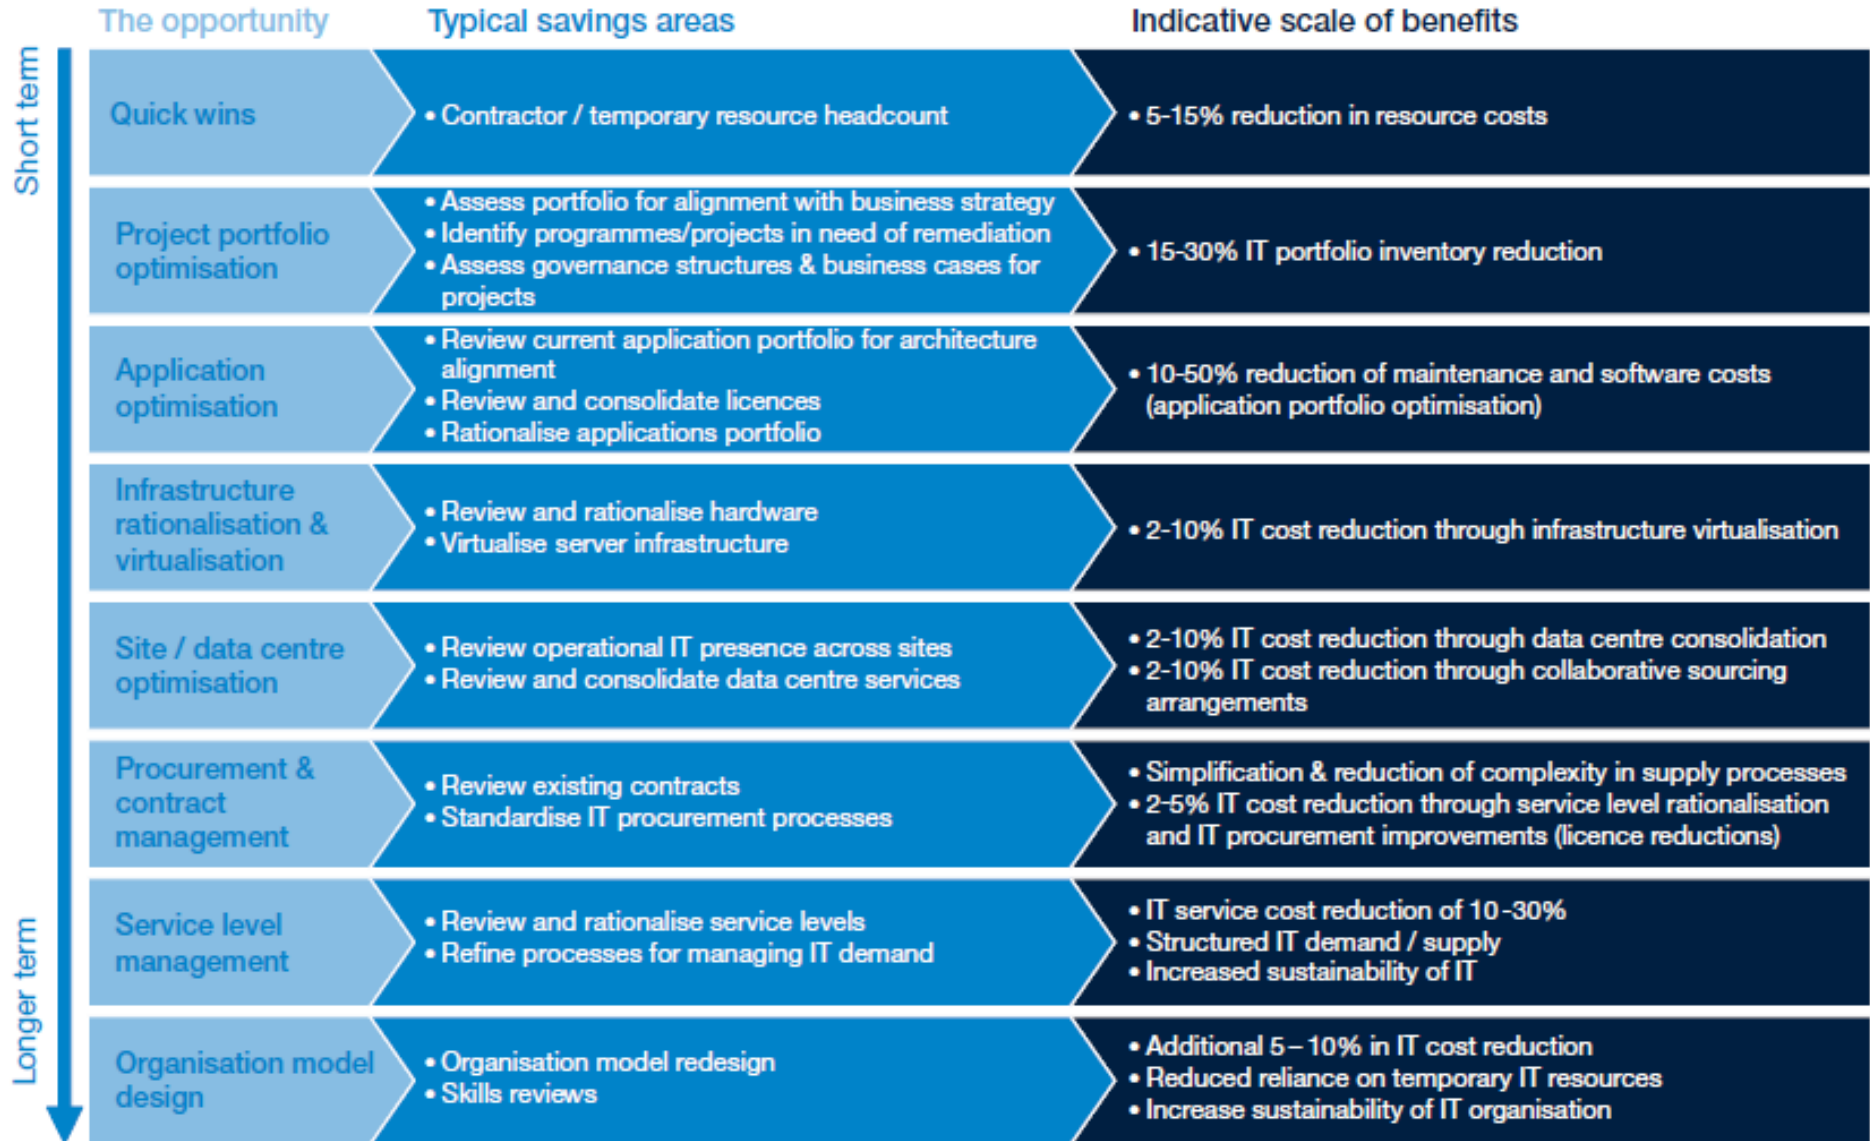 The opportunity
Typical savings areas
Indicative scale of benefits
Short term
Longer term
Quick wins
• Contractor / temporary resource headcount
• 5-15% reduction in resource costs
Project portfolio
optimisation
• Assess portfolio for alignment with business strategy
• Identify programmes/projects in need of remediation
• Assess governance structures & business cases for
projects
• 15-30% IT portfolio inventory reduction
Application
optimisation
• Review current application portfolio for architecture
alignment
• Review and consolidate licences
• Rationalise applications portfolio
• 10-50% reduction of maintenance and software costs
(application portfolio optimisation)
Infrastructure
rationalisation &
virtualisation
• Review and rationalise hardware
• Virtualise server infrastructure
• 2-10% IT cost reduction through infrastructure virtualisation
Site / data centre
optimisation
• Review operational IT presence across sites
• Review and consolidate data centre services
• 2-10% IT cost reduction through data centre consolidation
• 2-10% IT cost reduction through collaborative sourcing
arrangements
Procurement &
contract
management
• Review existing contracts
• Standardise IT procurement processes
• Simplification & reduction of complexity in supply processes
• 2-5% IT cost reduction through service level rationalisation
and IT procurement improvements (licence reductions)
Service level
management
• Review and rationalise service levels
• Refine processes for managing IT demand
• IT service cost reduction of 10-30%
• Structured IT demand / supply
• Increased sustainability of IT
Organisation model
design
• Organisation model redesign
• Skills reviews
• Additional 5–10% in IT cost reduction
• Reduced reliance on temporary IT resources
• Increase sustainability of IT organisation